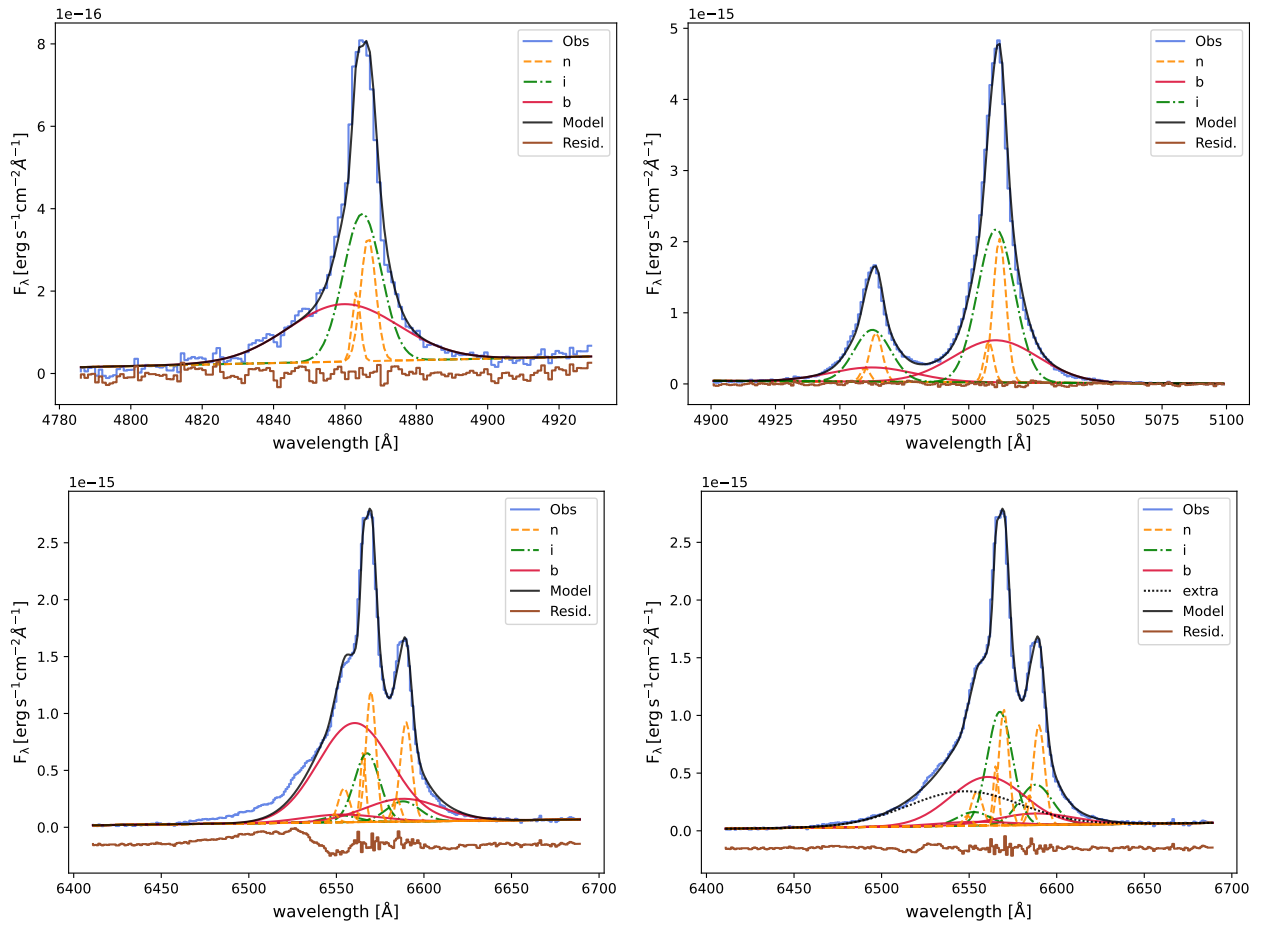 1e−16
8
6
4
2
0
F_λ [erg s⁻¹cm⁻²Å⁻¹]
Obs
n
i
b
Model
Resid.
4780 4800 4820 4840 4860 4880 4900 4920
wavelength [Å]
1e−15
5
4
3
2
1
0
F_λ [erg s⁻¹cm⁻²Å⁻¹]
Obs
n
b
i
Model
Resid.
4900 4925 4950 4975 5000 5025 5050 5075 5100
wavelength [Å]
1e−15
2.5
2.0
1.5
1.0
0.5
0.0
F_λ [erg s⁻¹cm⁻²Å⁻¹]
Obs
n
i
b
Model
Resid.
6400 6450 6500 6550 6600 6650 6700
wavelength [Å]
1e−15
2.5
2.0
1.5
1.0
0.5
0.0
F_λ [erg s⁻¹cm⁻²Å⁻¹]
Obs
n
i
b
extra
Model
Resid.
6400 6450 6500 6550 6600 6650 6700
wavelength [Å]